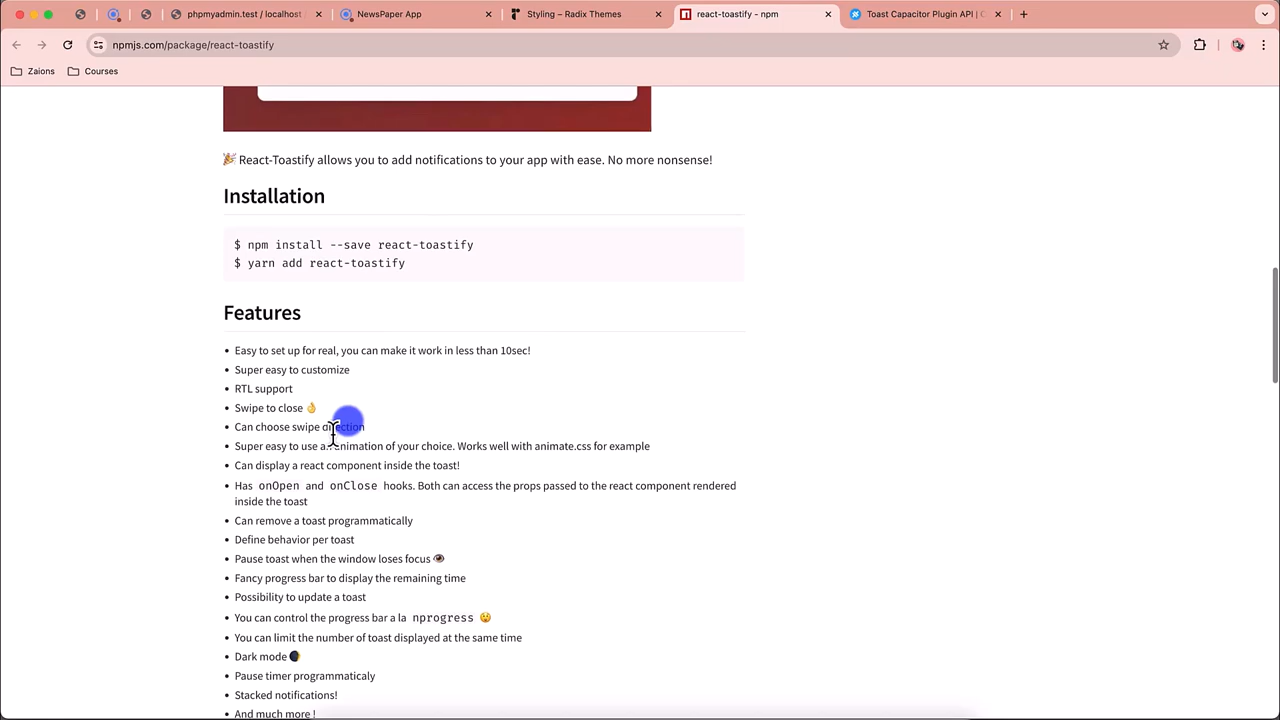 phpmyadmin.test / localhost
NewsPaper App
Styling – Radix Themes
react-toastify - npm
Toast Capacitor Plugin API | C
npmjs.com/package/react-toastify
Zaions
Courses
🎉 React-Toastify allows you to add notifications to your app with ease. No more nonsense!
Installation
$ npm install --save react-toastify
$ yarn add react-toastify
Features
• Easy to set up for real, you can make it work in less than 10sec!
• Super easy to customize
• RTL support
• Swipe to close 👌
• Can choose swipe direction
• Super easy to use an animation of your choice. Works well with animate.css for example
• Can display a react component inside the toast!
• Has onOpen and onClose hooks. Both can access the props passed to the react component rendered
inside the toast
• Can remove a toast programmatically
• Define behavior per toast
• Pause toast when the window loses focus 👁
• Fancy progress bar to display the remaining time
• Possibility to update a toast
• You can control the progress bar a la nprogress 😲
• You can limit the number of toast displayed at the same time
• Dark mode 🌒
• Pause timer programmaticaly
• Stacked notifications!
• And much more !